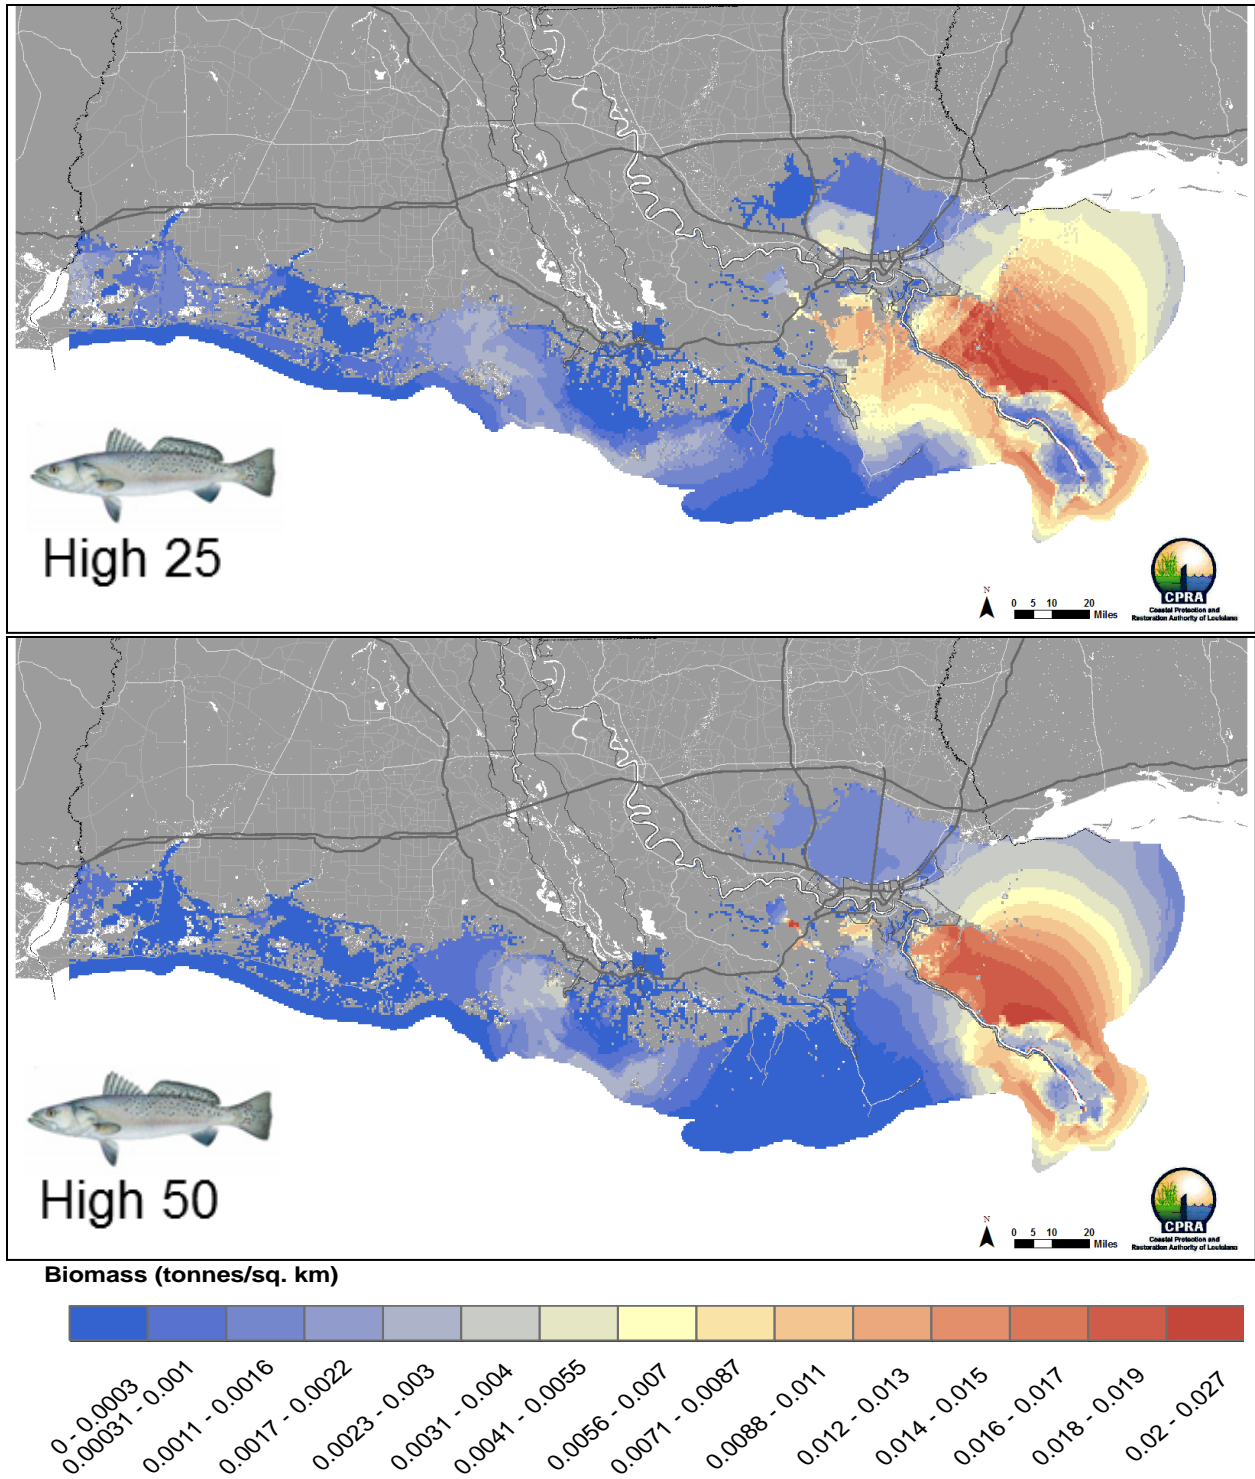 High 25
N
0 5 10 20
Miles
CPRA
Coastal Protection and
Restoration Authority of Louisiana
High 50
N
0 5 10 20
Miles
CPRA
Coastal Protection and
Restoration Authority of Louisiana
Biomass (tonnes/sq. km)
0 - 0.0003
0.00031 - 0.001
0.0011 - 0.0016
0.0017 - 0.0022
0.0023 - 0.003
0.0031 - 0.004
0.0041 - 0.0055
0.0056 - 0.007
0.0071 - 0.0087
0.0088 - 0.011
0.012 - 0.013
0.014 - 0.015
0.016 - 0.017
0.018 - 0.019
0.02 - 0.027